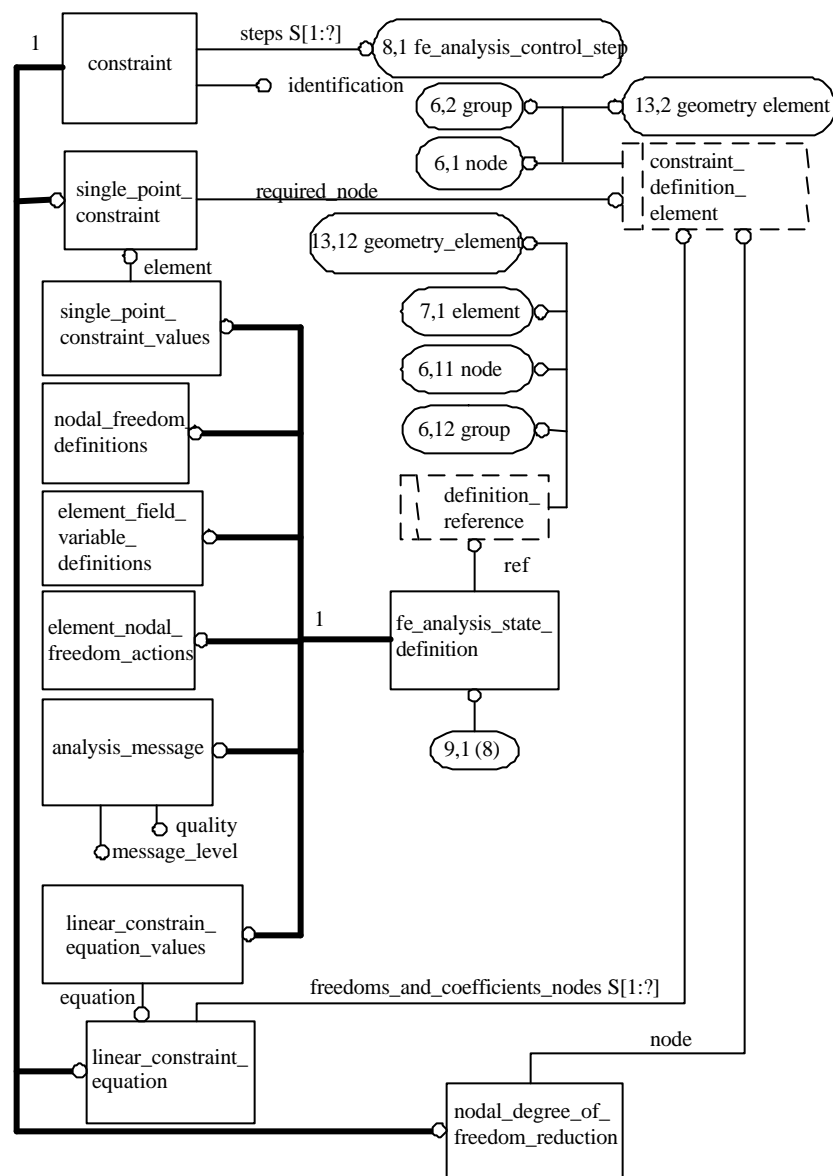 steps S[1:?]
1
constraint
8,1 fe_analysis_control_step
identification
6,2 group
13,2 geometry element
6,1 node
constraint_
definition_
element
single_point_
constraint
required_node
13,12 geometry_element
element
single_point_
constraint_values
7,1 element
6,11 node
nodal_freedom_
definitions
6,12 group
element_field_
variable_
definitions
definition_
reference
ref
element_nodal_
freedom_actions
1
fe_analysis_state_
definition
analysis_message
9,1 (8)
quality
message_level
linear_constrain_
equation_values
equation
freedoms_and_coefficients_nodes S[1:?]
linear_constraint_
equation
node
nodal_degree_of_
freedom_reduction